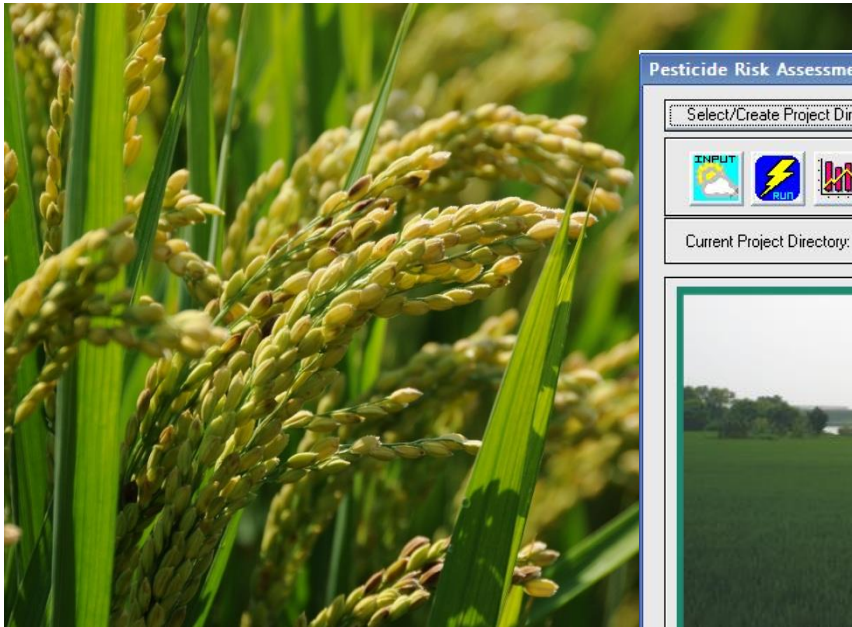 Pesticide Risk Assessme
Select/Create Project Dir
INPUT
RUN
Current Project Directory: